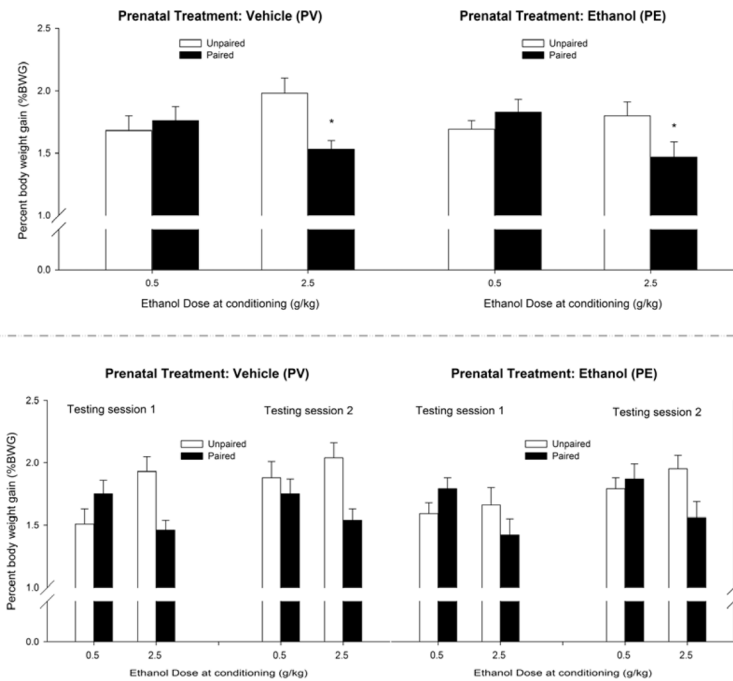 Prenatal Treatment: Vehicle (PV)
Prenatal Treatment: Ethanol (PE)
Unpaired
Paired
Unpaired
Paired
Percent body weight gain (%BWG)
2.5
2.0
1.5
1.0
0.0
*
*
0.5
2.5
0.5
2.5
Ethanol Dose at conditioning (g/kg)
Ethanol Dose at conditioning (g/kg)
Prenatal Treatment: Vehicle (PV)
Prenatal Treatment: Ethanol (PE)
Testing session 1
Testing session 2
Testing session 1
Testing session 2
Unpaired
Paired
Unpaired
Paired
Percent body weight gain (%BWG)
2.5
2.0
1.5
1.0
0.0
0.5
2.5
0.5
2.5
0.5
2.5
0.5
2.5
Ethanol Dose at conditioning (g/kg)
Ethanol Dose at conditioning (g/kg)